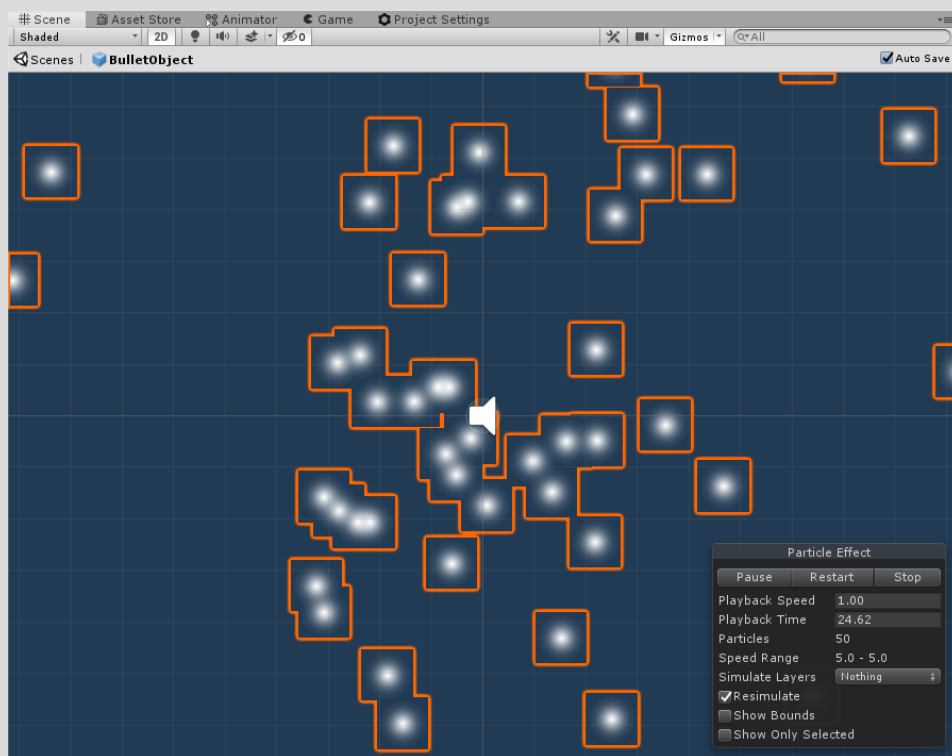 Scene Asset Store Animator Game Project Settings
Shaded 2D 0 Gizmos All
Scenes BulletObject Auto Save
Particle Effect
Pause Restart Stop
Playback Speed 1.00
Playback Time 24.62
Particles 50
Speed Range 5.0 - 5.0
Simulate Layers Nothing
Resimulate
Show Bounds
Show Only Selected